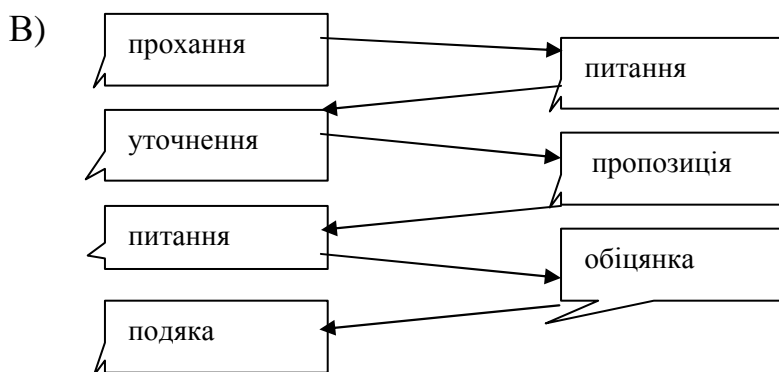 В)
прохання
питання
уточнення
пропозиція
питання
обіцянка
подяка